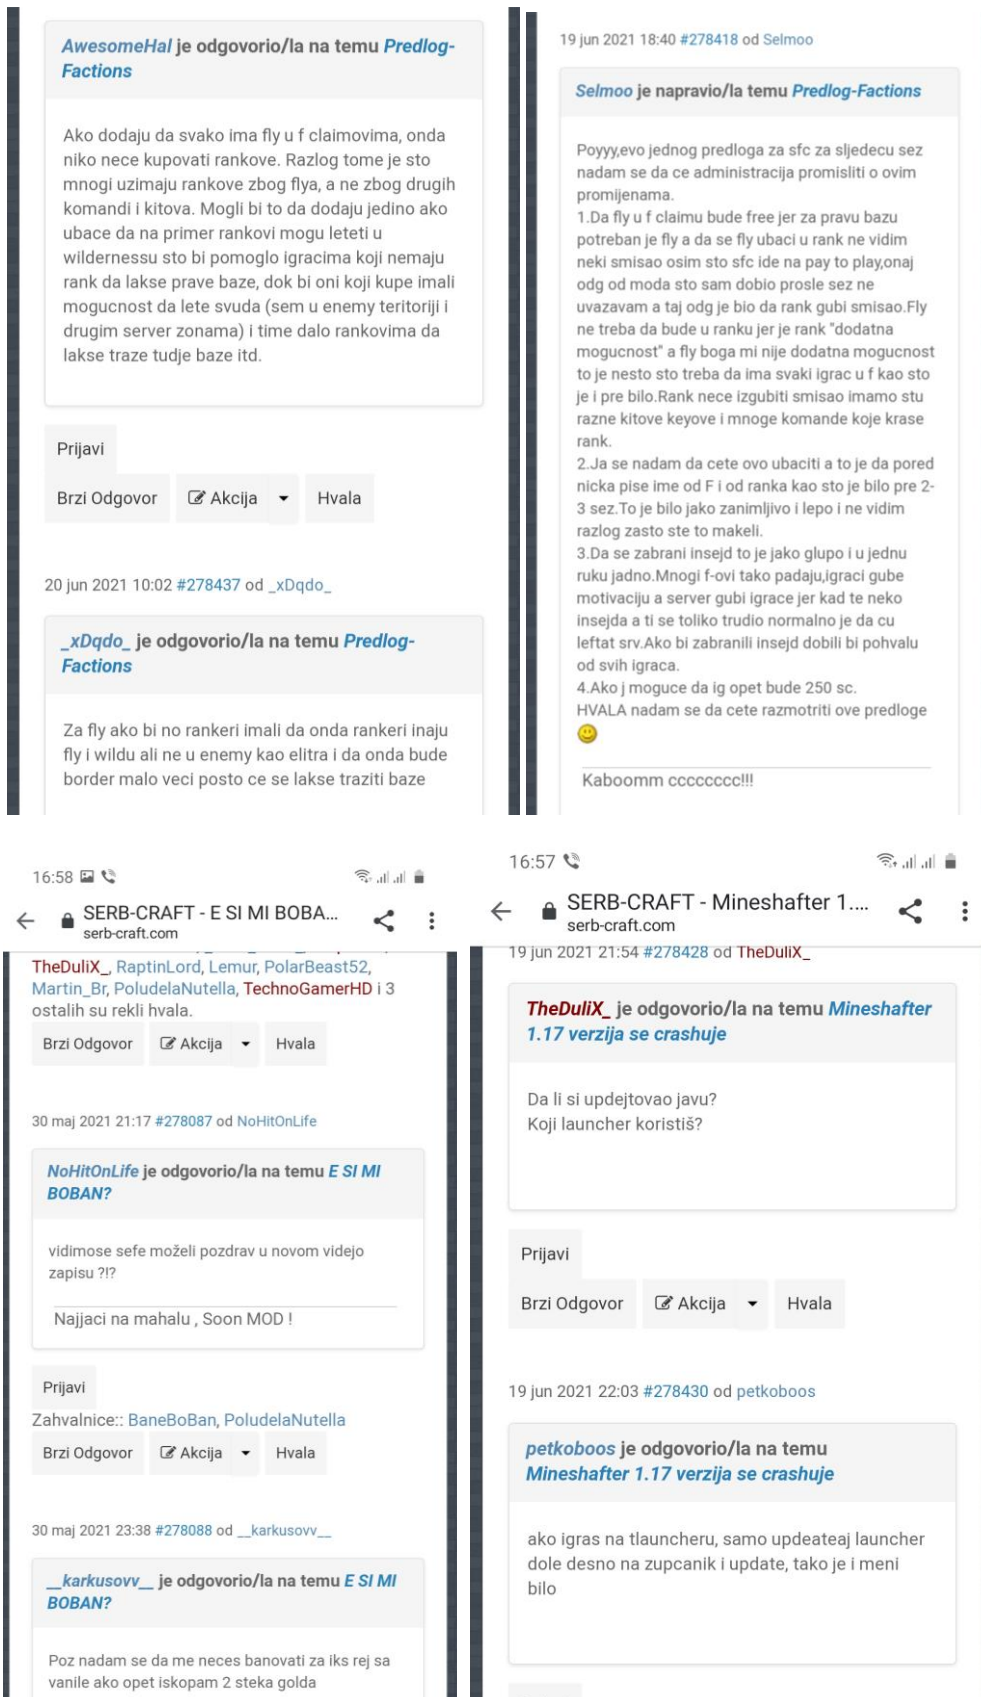 AwesomeHal je odgovorio/la na temu Predlog-
Factions
Ako dodaju da svako ima fly u f claimovima, onda
niko nece kupovati rankove. Razlog tome je sto
mnogi uzimaju rankove zbog flya, a ne zbog drugih
komandi i kitova. Mogli bi to da dodaju jedino ako
ubace da na primer rankovi mogu leteti u
wildernessu sto bi pomoglo igracima koji nemaju
rank da lakse prave baze, dok bi oni koji kupe imali
mogucnost da lete svuda (sem u enemy teritoriji i
drugim server zonama) i time dalo rankovima da
lakse traze tudje baze itd.
Prijavi
Brzi Odgovor Akcija Hvala
20 jun 2021 10:02 #278437 od _xDqdo_
_xDqdo_ je odgovorio/la na temu Predlog-
Factions
Za fly ako bi no rankeri imali da onda rankeri inaju
fly i wildu ali ne u enemy kao elitra i da onda bude
border malo veci posto ce se lakse traziti baze
19 jun 2021 18:40 #278418 od Selmoo
Selmoo je napravio/la temu Predlog-Factions
Poyyy,evo jednog predloga za sfc za sljedecu sez
nadam se da ce administracija promisliti o ovim
promijenama.
1.Da fly u f claimu bude free jer za pravu bazu
potreban je fly a da se fly ubaci u rank ne vidim
neki smisao osim sto sfc ide na pay to play,onaj
odg od moda sto sam dobio prosle sez ne
uvazavam a taj odg je bio da rank gubi smisao.Fly
ne treba da bude u ranku jer je rank "dodatna
mogucnost" a fly boga mi nije dodatna mogucnost
to je nesto sto treba da ima svaki igrac u f kao sto
je i pre bilo.Rank nece izgubiti smisao imamo stu
razne kitove keyove i mnoge komande koje krase
rank.
2.Ja se nadam da cete ovo ubaciti a to je da pored
nicka pise ime od F i od ranka kao sto je bilo pre 2-
3 sez.To je bilo jako zanimljivo i lepo i ne vidim
razlog zasto ste to makeli.
3.Da se zabrani insejd to je jako glupo i u jednu
ruku jadno.Mnogi f-ovi tako padaju,igraci gube
motivaciju a server gubi igrace jer kad te neko
insejda a ti se toliko trudio normalno je da cu
leftat srv.Ako bi zabranili insejd dobili bi pohvalu
od svih igraca.
4.Ako j moguce da ig opet bude 250 sc.
HVALA nadam se da cete razmotriti ove predloge
Kaboomm cccccccc!!!
16:58
SERB-CRAFT - E SI MI BOBA...
serb-craft.com
TheDuliX_, RaptinLord, Lemur, PolarBeast52,
Martin_Br, PoludelaNutella, TechnoGamerHD i 3
ostalih su rekli hvala.
Brzi Odgovor Akcija Hvala
30 maj 2021 21:17 #278087 od NoHitOnLife
NoHitOnLife je odgovorio/la na temu E SI MI
BOBAN?
vidimose sefe moželi pozdrav u novom videjo
zapisu ?!?
Najjaci na mahalu , Soon MOD !
Prijavi
Zahvalnice:: BaneBoBan, PoludelaNutella
Brzi Odgovor Akcija Hvala
30 maj 2021 23:38 #278088 od __karkusovv__
__karkusovv__ je odgovorio/la na temu E SI MI
BOBAN?
Poz nadam se da me neces banovati za iks rej sa
vanile ako opet iskopam 2 steka golda
16:57
SERB-CRAFT - Mineshafter 1....
serb-craft.com
19 jun 2021 21:54 #278428 od TheDuliX_
TheDuliX_ je odgovorio/la na temu Mineshafter
1.17 verzija se crashuje
Da li si updejtovao javu?
Koji launcher koristiš?
Prijavi
Brzi Odgovor Akcija Hvala
19 jun 2021 22:03 #278430 od petkoboos
petkoboos je odgovorio/la na temu
Mineshafter 1.17 verzija se crashuje
ako igras na tlauncheru, samo updeateaj launcher
dole desno na zupcanik i update, tako je i meni
bilo